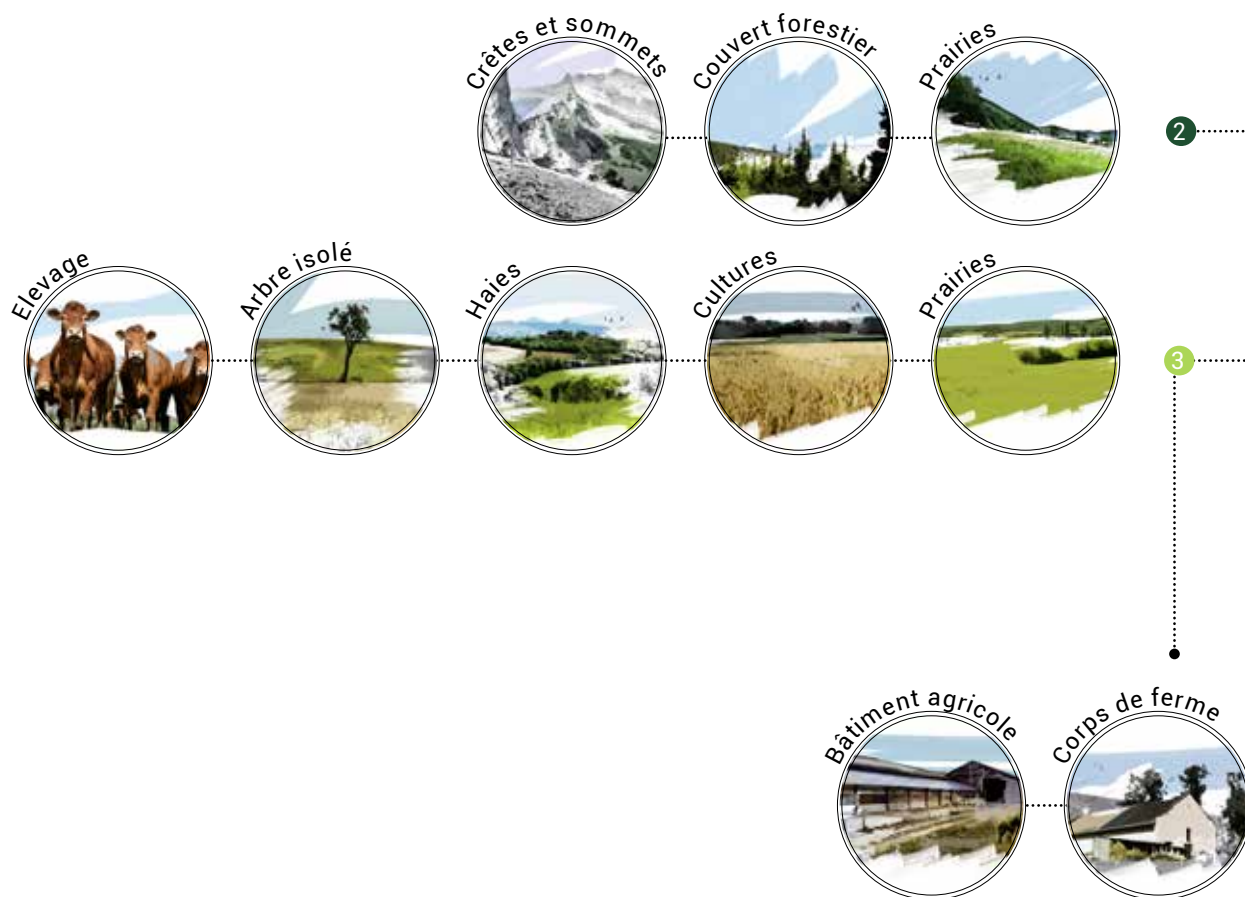 Crêtes et sommets
Couvert forestier
Prairies
2
Elevage
Arbre isolé
Haies
Cultures
Prairies
3
Bâtiment agricole
Corps de ferme